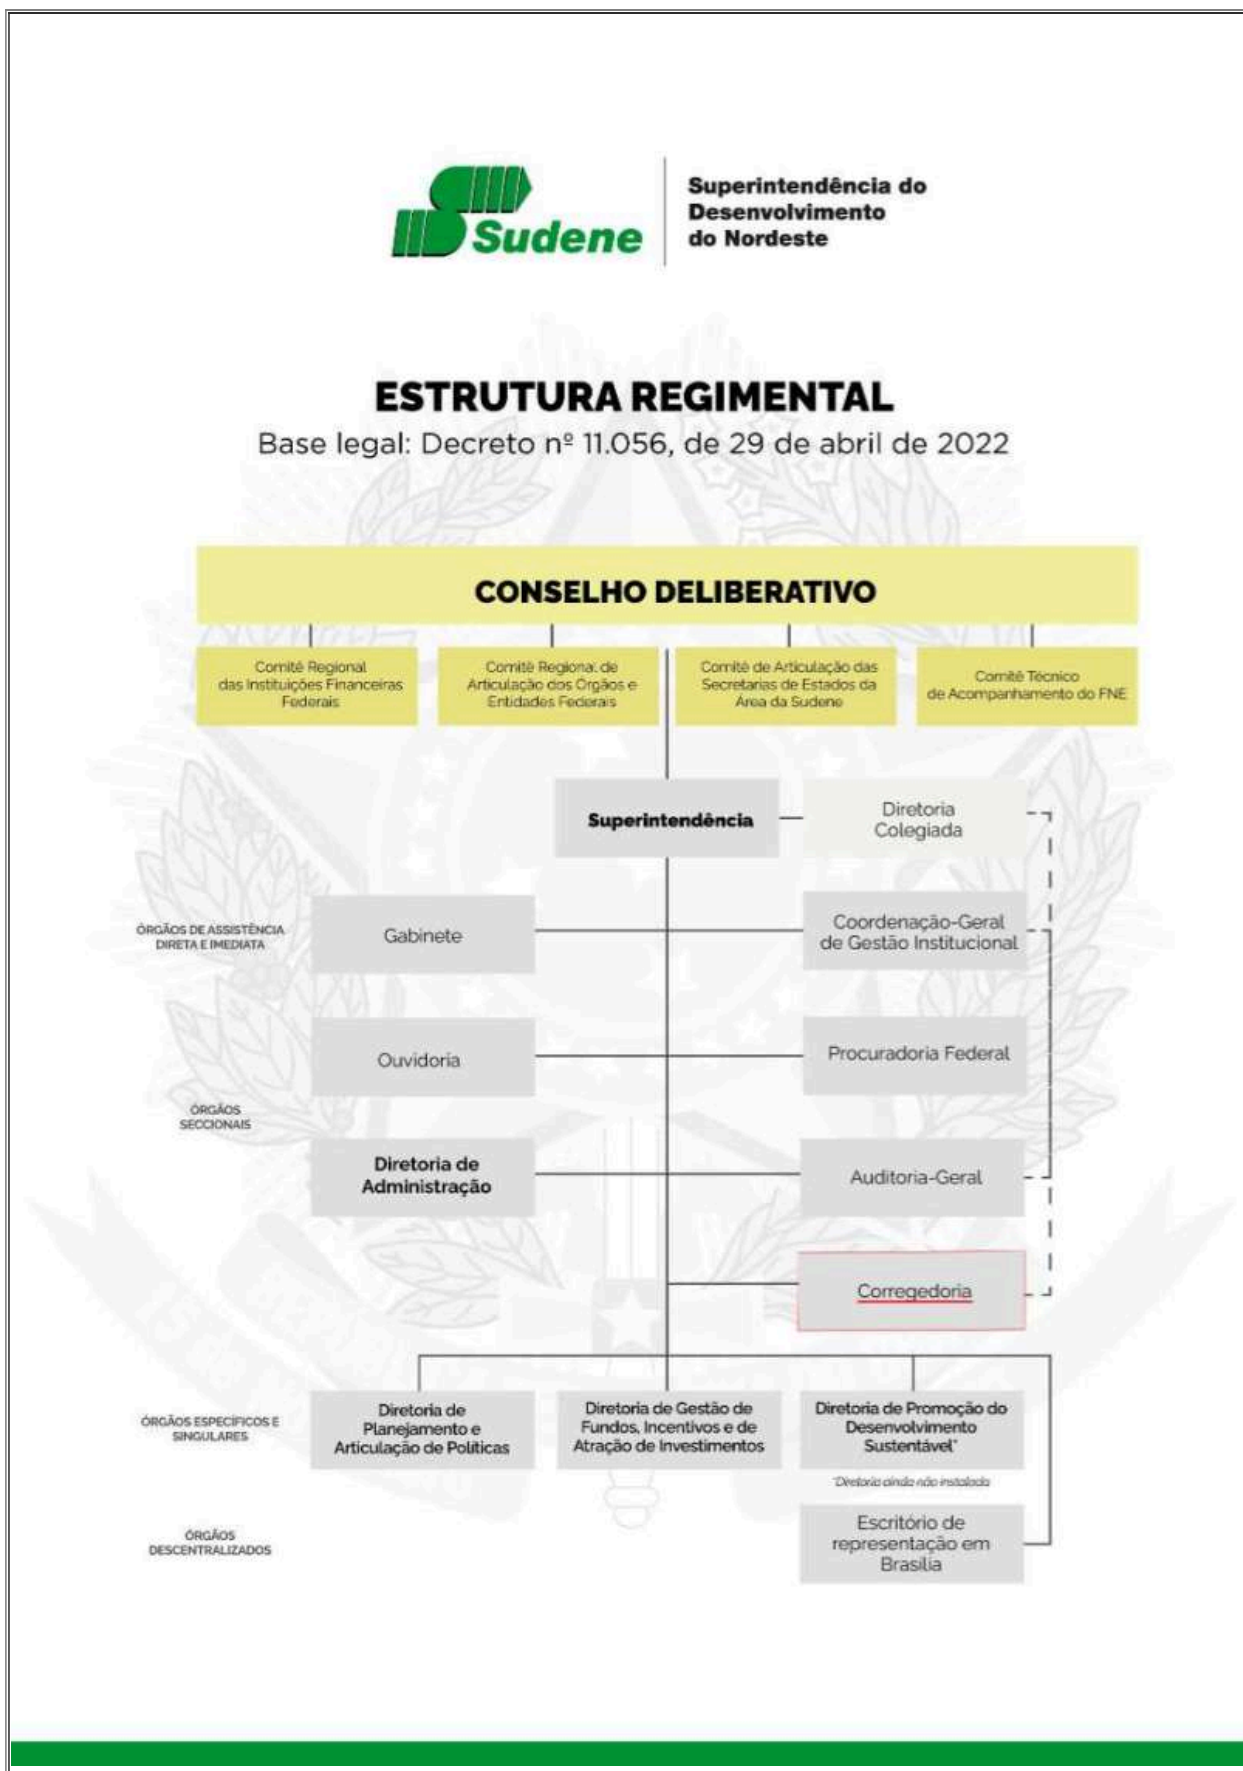 Sudene
Superintendência do
Desenvolvimento
do Nordeste
ESTRUTURA REGIMENTAL
Base legal: Decreto nº 11.056, de 29 de abril de 2022
CONSELHO DELIBERATIVO
Comitê Regional
das Instituições Financeiras
Federais
Comitê Regional de
Articulação dos Órgãos e
Entidades Federais
Comitê de Articulação das
Secretarias de Estados da
Área da Sudene
Comitê Técnico
de Acompanhamento do FNE
Superintendência
Diretoria
Colegiada
ÓRGÃOS DE ASSISTÊNCIA
DIRETA E IMEDIATA
Gabinete
Coordenação-Geral
de Gestão Institucional
Ouvidoria
Procuradoria Federal
ÓRGÃOS
SECCIONAIS
Diretoria de
Administração
Auditoria-Geral
Corregedoria
ÓRGÃOS ESPECÍFICOS E
SINGULARES
Diretoria de
Planejamento e
Articulação de Políticas
Diretoria de Gestão de
Fundos, Incentivos e de
Atração de Investimentos
Diretoria de Promoção do
Desenvolvimento
Sustentável*
*Diretoria ainda não instalada
ÓRGÃOS
DESCENTRALIZADOS
Escritório de
representação em
Brasília